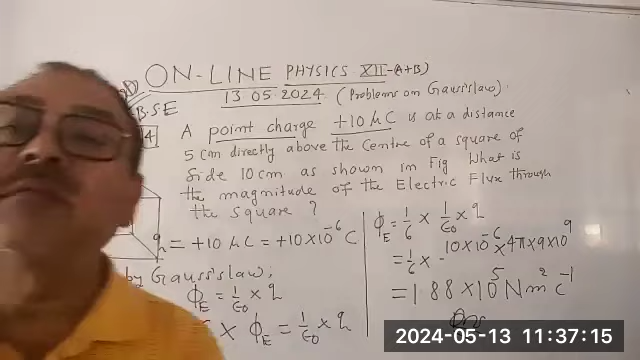 ON-LINE PHYSICS XII-(A+B)
13.05.2024 (Problems on Gauss's law).
B.S.E
4 A point charge +10 μC is at a distance
5 cm directly above the centre of a square of
side 10 cm as shown in Fig What is
the magnitude of the Electric Flux through
the square ?
q = +10 μC = +10×10⁻⁶ C
by Gauss's law;
ϕE = 1/ε0 × q
× ϕE = 1/ε0 × q
ϕE = 1/6 × 1/ε0 × q
= 1/6 × 10×10⁻⁶ × 4π×9×10⁹
= 1.88 × 10⁵ N m² C⁻¹
Ans
2024-05-13 11:37:15